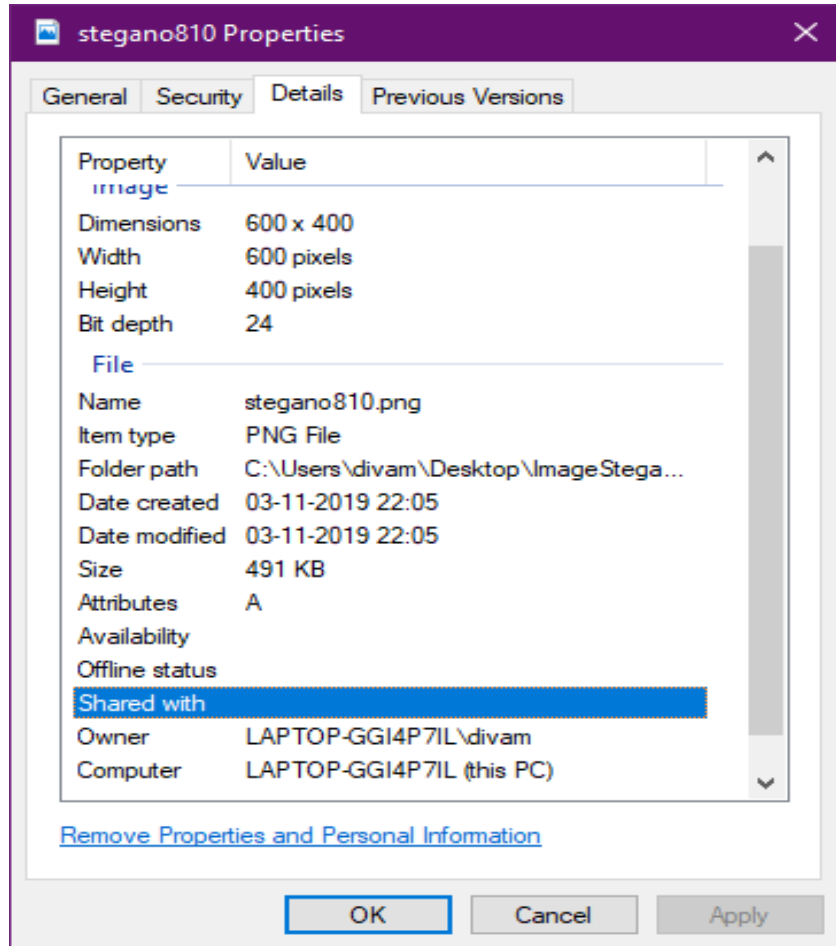 stegano810 Properties
General Security Details Previous Versions
Property Value
Image
Dimensions 600 x 400
Width 600 pixels
Height 400 pixels
Bit depth 24
File
Name stegano810.png
Item type PNG File
Folder path C:\Users\divam\Desktop\ImageStega...
Date created 03-11-2019 22:05
Date modified 03-11-2019 22:05
Size 491 KB
Attributes A
Availability
Offline status
Shared with
Owner LAPTOP-GGI4P7IL\divam
Computer LAPTOP-GGI4P7IL (this PC)
Remove Properties and Personal Information
OK Cancel Apply